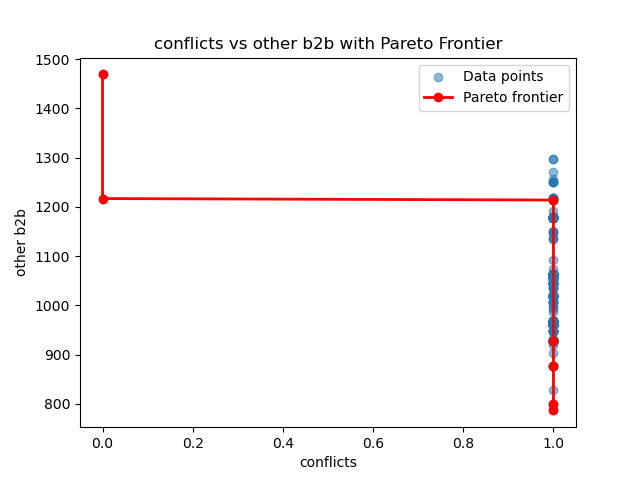 conflicts vs other b2b with Pareto Frontier
Data points
Pareto frontier
other b2b
1500
1400
1300
1200
1100
1000
900
800
0.0 0.2 0.4 0.6 0.8 1.0
conflicts